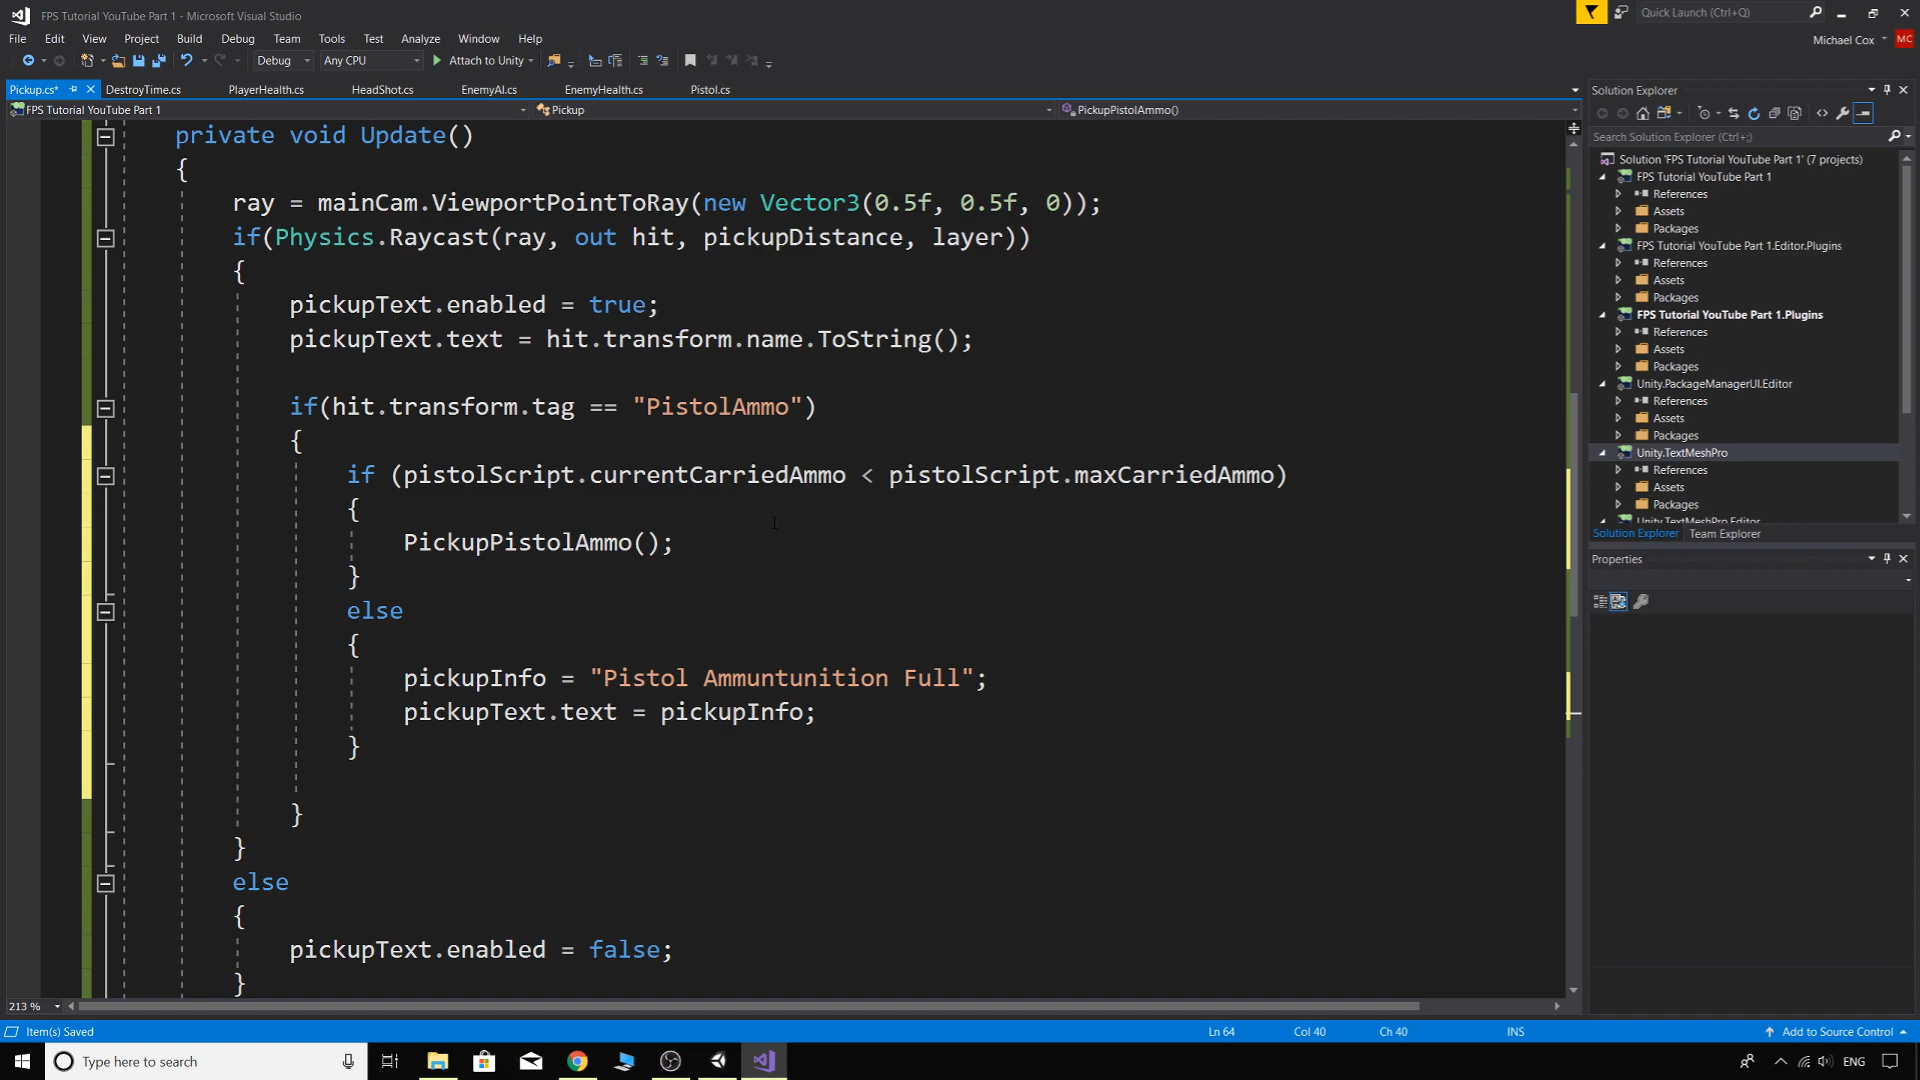 FPS Tutorial YouTube Part 1 - Microsoft Visual Studio
Quick Launch (Ctrl+Q)
File Edit View Project Build Debug Team Tools Test Analyze Window Help
Michael Cox MC
Debug Any CPU Attach to Unity
Pickup.cs* DestroyTime.cs PlayerHealth.cs HeadShot.cs EnemyAI.cs EnemyHealth.cs Pistol.cs
FPS Tutorial YouTube Part 1 Pickup PickupPistolAmmo()
private void Update()
{
ray = mainCam.ViewportPointToRay(new Vector3(0.5f, 0.5f, 0));
if(Physics.Raycast(ray, out hit, pickupDistance, layer))
{
pickupText.enabled = true;
pickupText.text = hit.transform.name.ToString();
if(hit.transform.tag == "PistolAmmo")
{
if (pistolScript.currentCarriedAmmo < pistolScript.maxCarriedAmmo)
{
PickupPistolAmmo();
}
else
{
pickupInfo = "Pistol Ammuntunition Full";
pickupText.text = pickupInfo;
}
}
}
else
{
pickupText.enabled = false;
}
213 %
Solution Explorer
Search Solution Explorer (Ctrl+;)
Solution 'FPS Tutorial YouTube Part 1' (7 projects)
FPS Tutorial YouTube Part 1
References
Assets
Packages
FPS Tutorial YouTube Part 1.Editor.Plugins
References
Assets
Packages
FPS Tutorial YouTube Part 1.Plugins
References
Assets
Packages
Unity.PackageManagerUI.Editor
References
Assets
Packages
Unity.TextMeshPro
References
Assets
Packages
Unity.TextMeshPro.Editor
Solution Explorer Team Explorer
Properties
Item(s) Saved Ln 64 Col 40 Ch 40 INS Add to Source Control
Type here to search ENG